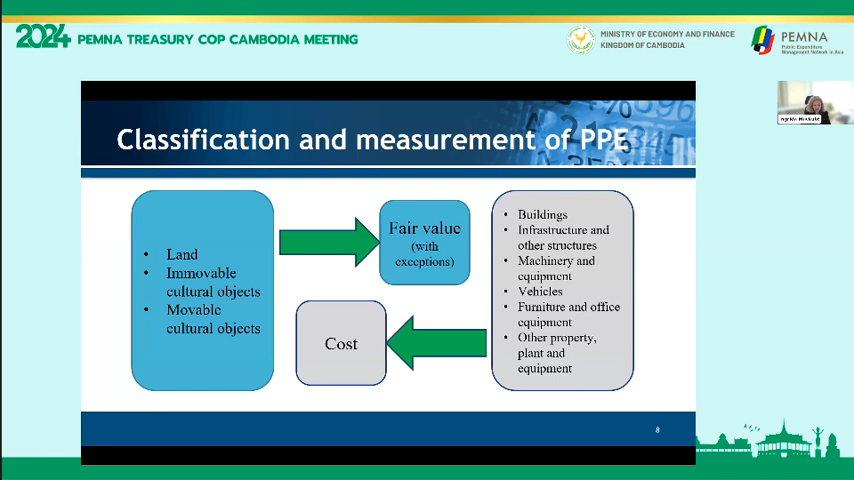 2024 PEMNA TREASURY COP CAMBODIA MEETING
MINISTRY OF ECONOMY AND FINANCE
KINGDOM OF CAMBODIA
PEMNA
Public Expenditure
Management Network in Asia
Classification and measurement of PPE
• Land
• Immovable
cultural objects
• Movable
cultural objects
Fair value
(with
exceptions)
Cost
• Buildings
• Infrastructure and
other structures
• Machinery and
equipment
• Vehicles
• Furniture and office
equipment
• Other property,
plant and
equipment
8